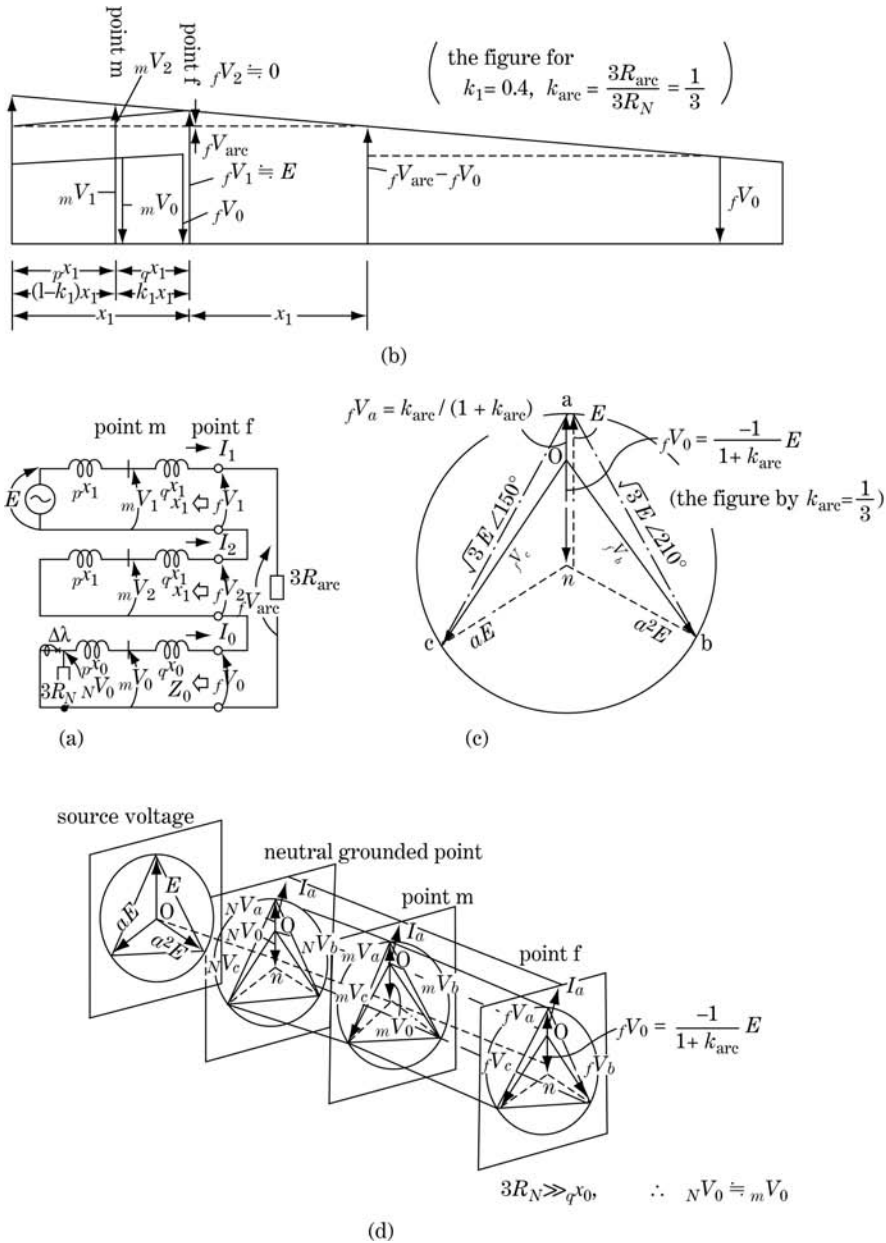 point m
point f
mV2
fV2 ≒ 0
( the figure for
k1 = 0.4, karc = 3Rarc / 3RN = 1/3 )
fVarc
fV1 ≒ E
fVarc − fV0
mV1
mV0
fV0
fV0
px1
qx1
(1−k1)x1
k1x1
x1
x1
(b)
point m
point f
I1
E
px1
mV1
qx1
x1
fV1
I2
px1
mV2
qx1
x1
fV2
fVarc
3Rarc
I0
Δλ
px0
qx0
3RN
NV0
mV0
Z0
fV0
(a)
fVa = karc / (1 + karc)
a
E
O
fV0 = −1 / (1 + karc) E
(the figure by karc = 1/3)
√3 E∠150°
√3 E∠210°
fVc
fVb
n
c
aE
a²E
b
(c)
source voltage
neutral grounded point
point m
point f
E
O
aE
a²E
NVa
Ia
NV0
O
NVb
NVc
n
mVa
Ia
O
mVb
mVc
mV0
fVa
Ia
O
fV0 = −1 / (1 + karc) E
fVc
fVb
n
3RN ≫ qx0, ∴ NV0 ≒ mV0
(d)